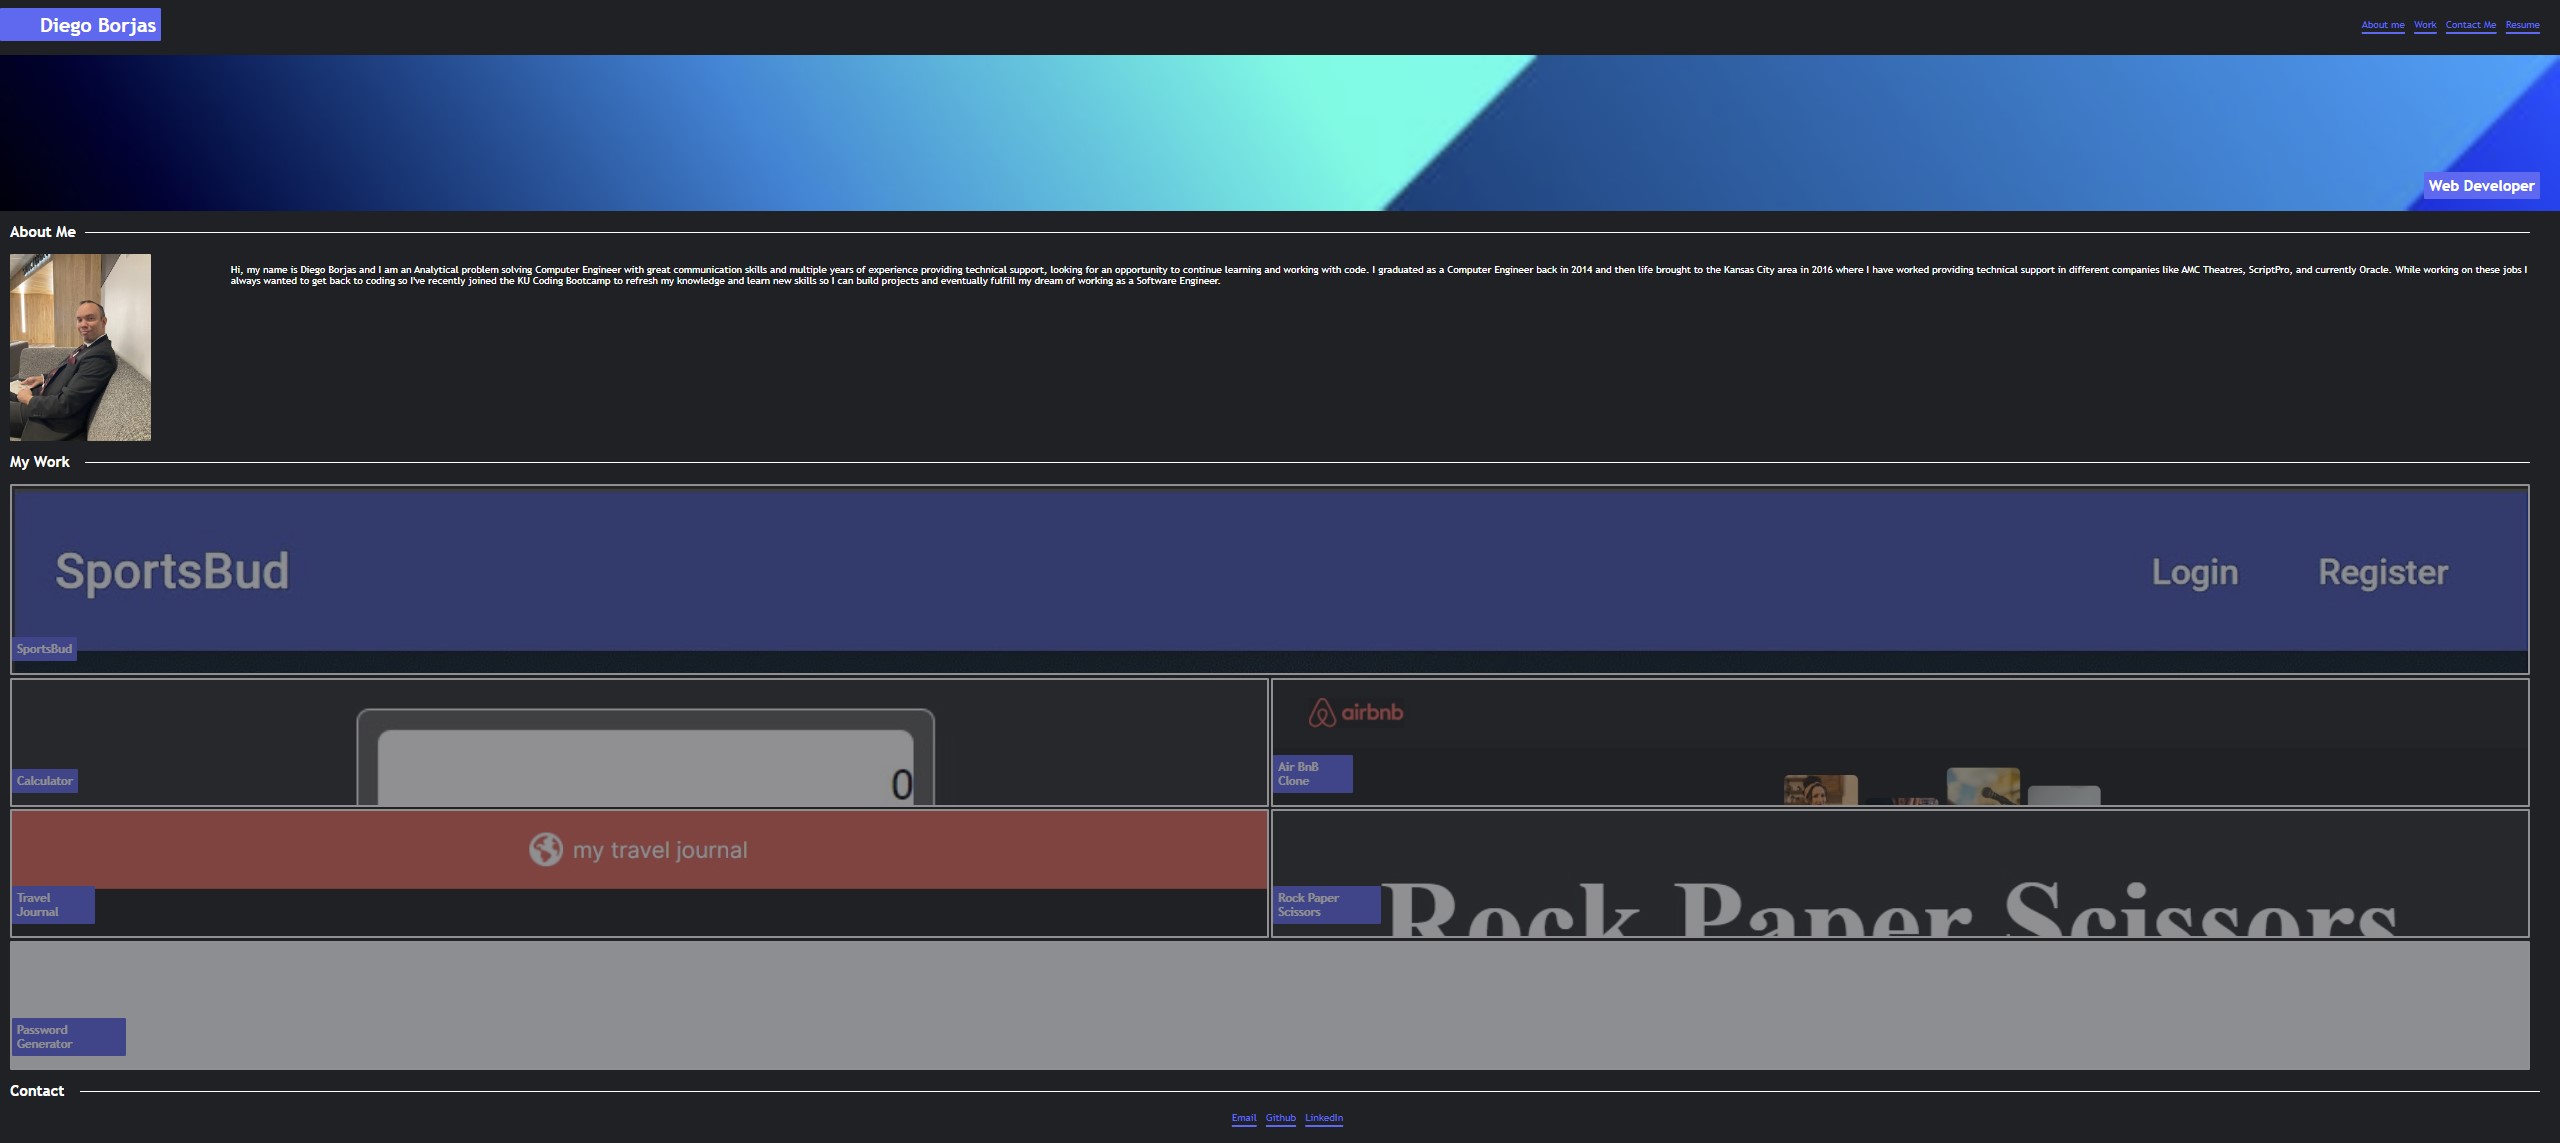 Diego Borjas
About me Work Contact Me Resume
Web Developer
About Me
Hi, my name is Diego Borjas and I am an Analytical problem solving Computer Engineer with great communication skills and multiple years of experience providing technical support, looking for an opportunity to continue learning and working with code. I graduated as a Computer Engineer back in 2014 and then life brought to the Kansas City area in 2016 where I have worked providing technical support in different companies like AMC Theatres, ScriptPro, and currently Oracle. While working on these jobs I
always wanted to get back to coding so I've recently joined the KU Coding Bootcamp to refresh my knowledge and learn new skills so I can build projects and eventually fulfill my dream of working as a Software Engineer.
My Work
SportsBud Login Register
SportsBud
0
Calculator
airbnb
Air BnB
Clone
my travel journal
Travel
Journal
Rock Paper Scissors
Rock Paper
Scissors
Password
Generator
Contact
Email Github LinkedIn